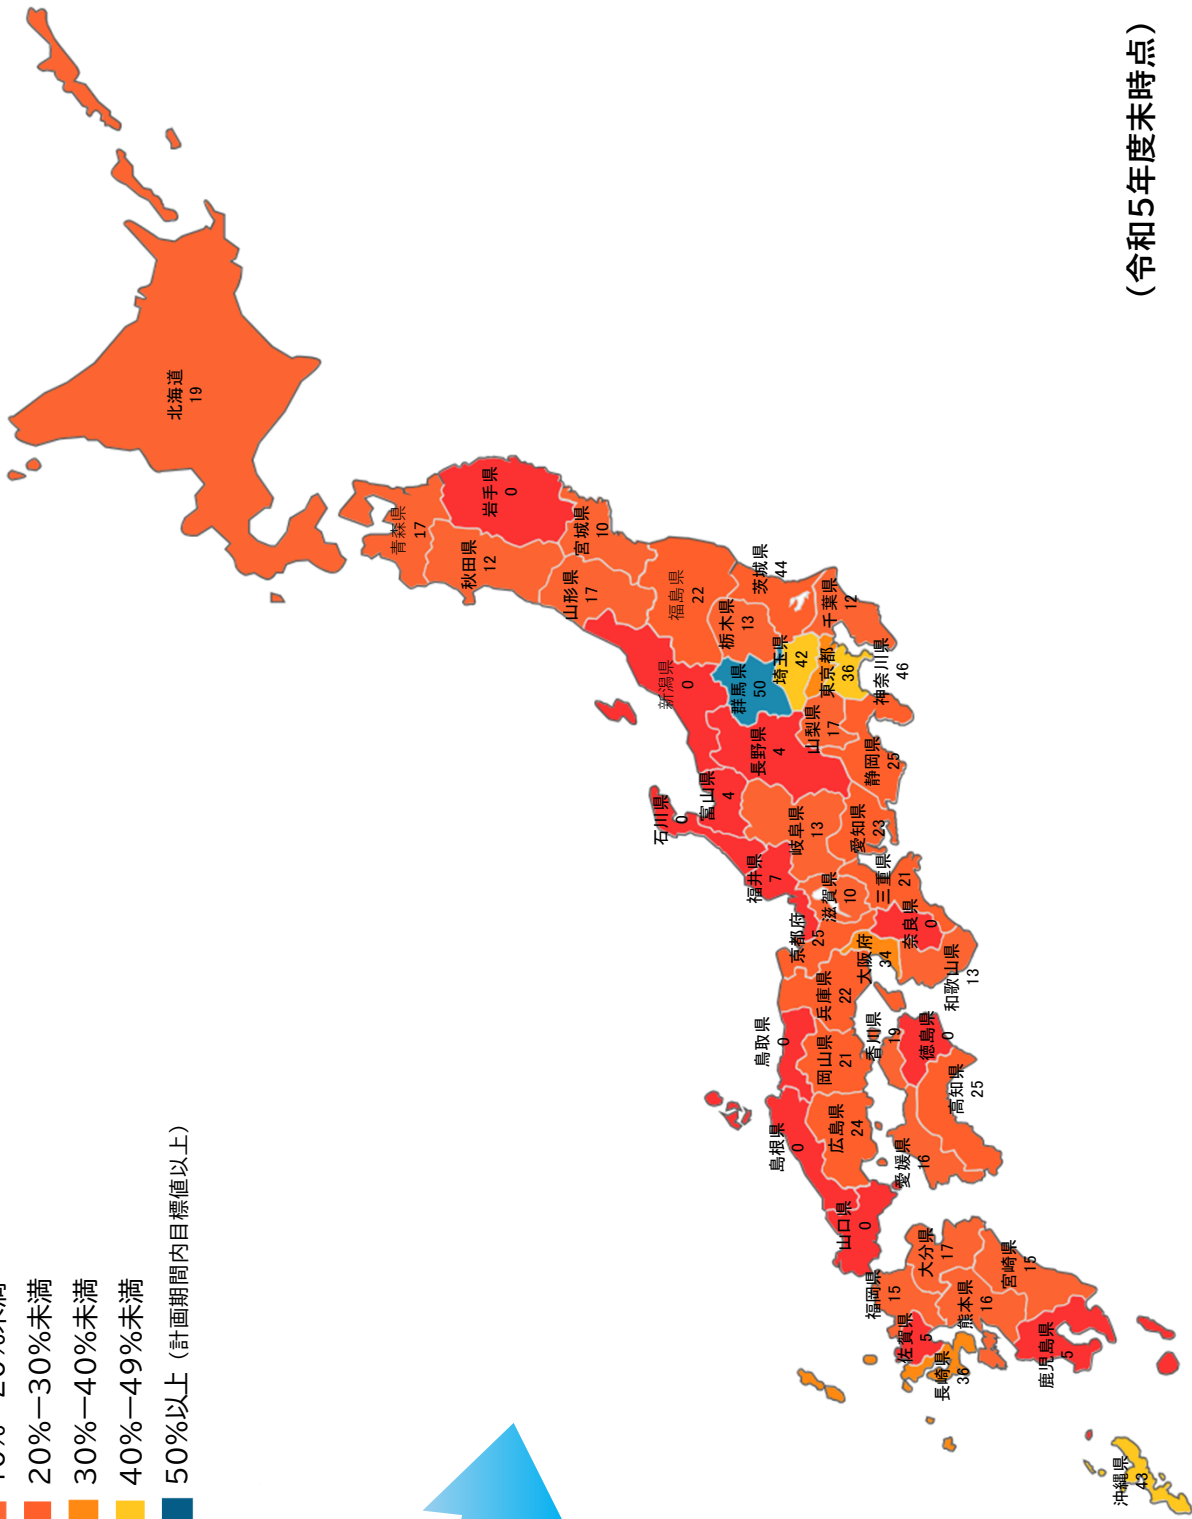 20%ー30%未満
30%ー40%未満
40%ー49%未満
50%以上（計画期間内目標値以上）
北海道
19
青森県
17
岩手県
0
秋田県
12
宮城県
10
山形県
17
福島県
22
茨城県
44
栃木県
13
群馬県
50
埼玉県
42
千葉県
12
東京都
36
神奈川県
46
新潟県
0
富山県
4
石川県
0
福井県
7
山梨県
17
長野県
4
岐阜県
13
静岡県
25
愛知県
23
三重県
21
滋賀県
10
京都府
25
大阪府
34
兵庫県
22
奈良県
0
和歌山県
13
鳥取県
0
島根県
0
岡山県
21
広島県
24
山口県
0
徳島県
0
香川県
19
愛媛県
16
高知県
25
福岡県
15
佐賀県
5
長崎県
36
熊本県
16
大分県
17
宮崎県
15
鹿児島県
5
沖縄県
43
（令和5年度末時点）